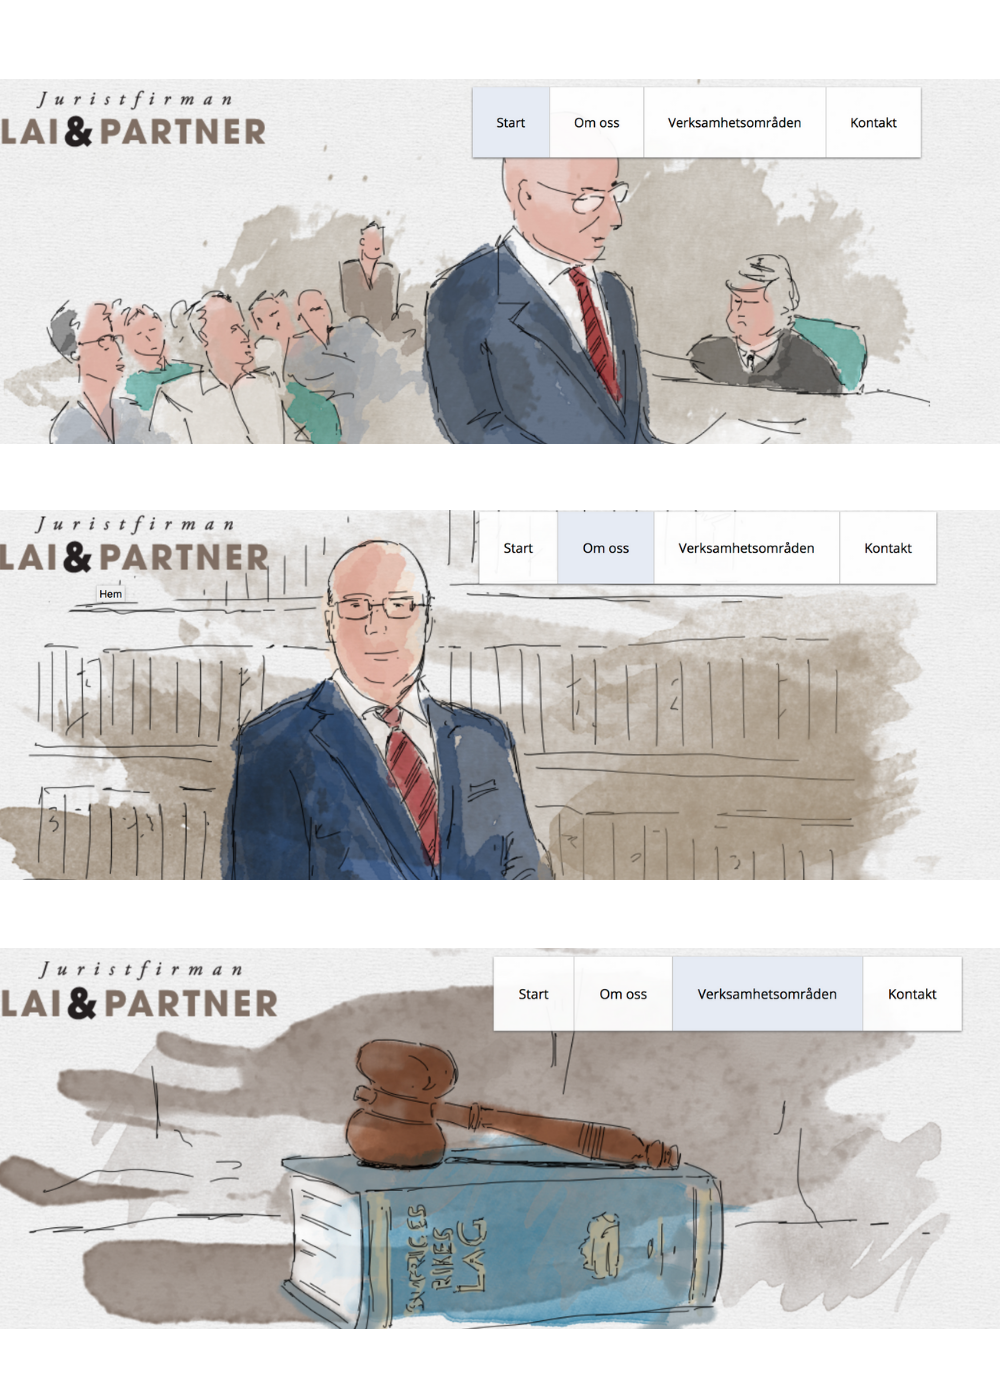 Juristfirman
LAI & PARTNER
Start
Om oss
Verksamhetsområden
Kontakt
Juristfirman
LAI & PARTNER
Start
Om oss
Verksamhetsområden
Kontakt
Hem
Juristfirman
LAI & PARTNER
Start
Om oss
Verksamhetsområden
Kontakt
RIKES
LAG